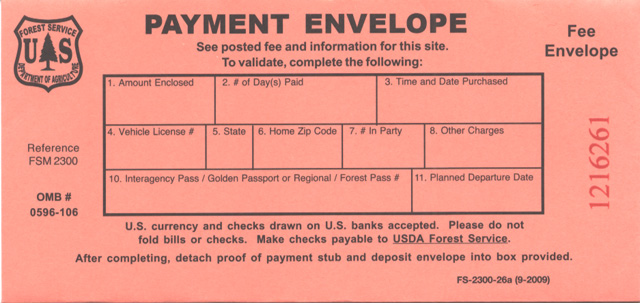 FOREST SERVICE
U S
DEPARTMENT OF AGRICULTURE
PAYMENT ENVELOPE
See posted fee and information for this site.
To validate, complete the following:
Fee
Envelope
1. Amount Enclosed 2. # of Day(s) Paid 3. Time and Date Purchased
4. Vehicle License # 5. State 6. Home Zip Code 7. # In Party 8. Other Charges
10. Interagency Pass / Golden Passport or Regional / Forest Pass # 11. Planned Departure Date
Reference
FSM 2300
OMB #
0596-106
1216261
U.S. currency and checks drawn on U.S. banks accepted. Please do not
fold bills or checks. Make checks payable to USDA Forest Service.
After completing, detach proof of payment stub and deposit envelope into box provided.
FS-2300-26a (9-2009)